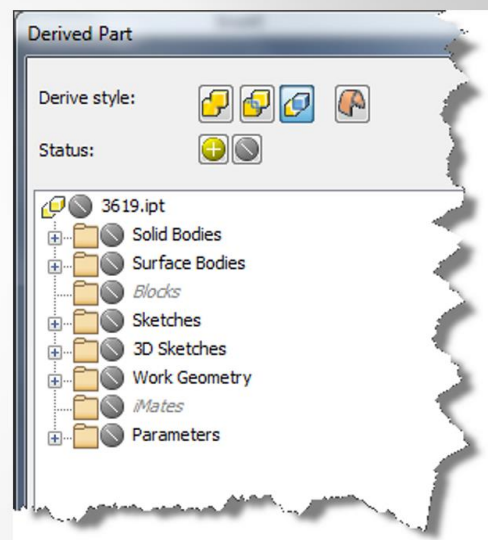 Derived Part
Derive style:
Status:
3619.ipt
Solid Bodies
Surface Bodies
Blocks
Sketches
3D Sketches
Work Geometry
iMates
Parameters